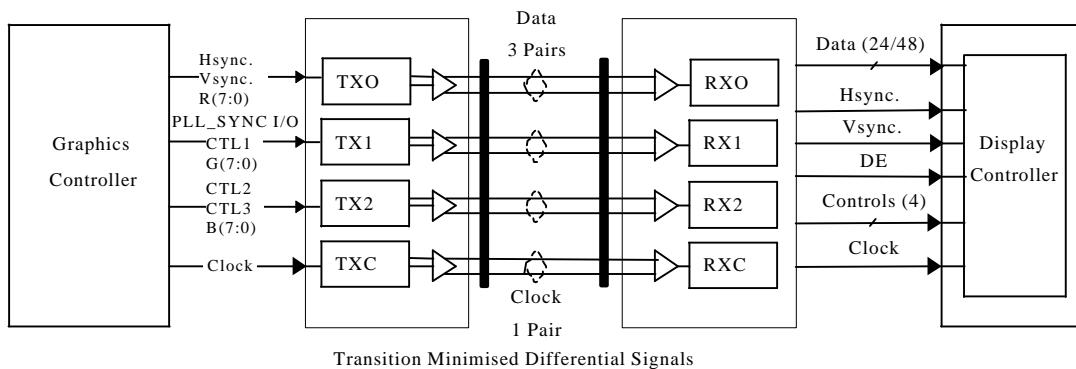 Data
3 Pairs
Graphics
Controller
Hsync.
Vsync.
R(7:0)
PLL_SYNC I/O
CTL1
G(7:0)
CTL2
CTL3
B(7:0)
Clock
TXO
TX1
TX2
TXC
Clock
1 Pair
RXO
RX1
RX2
RXC
Data (24/48)
Hsync.
Vsync.
DE
Controls (4)
Clock
Display
Controller
Transition Minimised Differential Signals